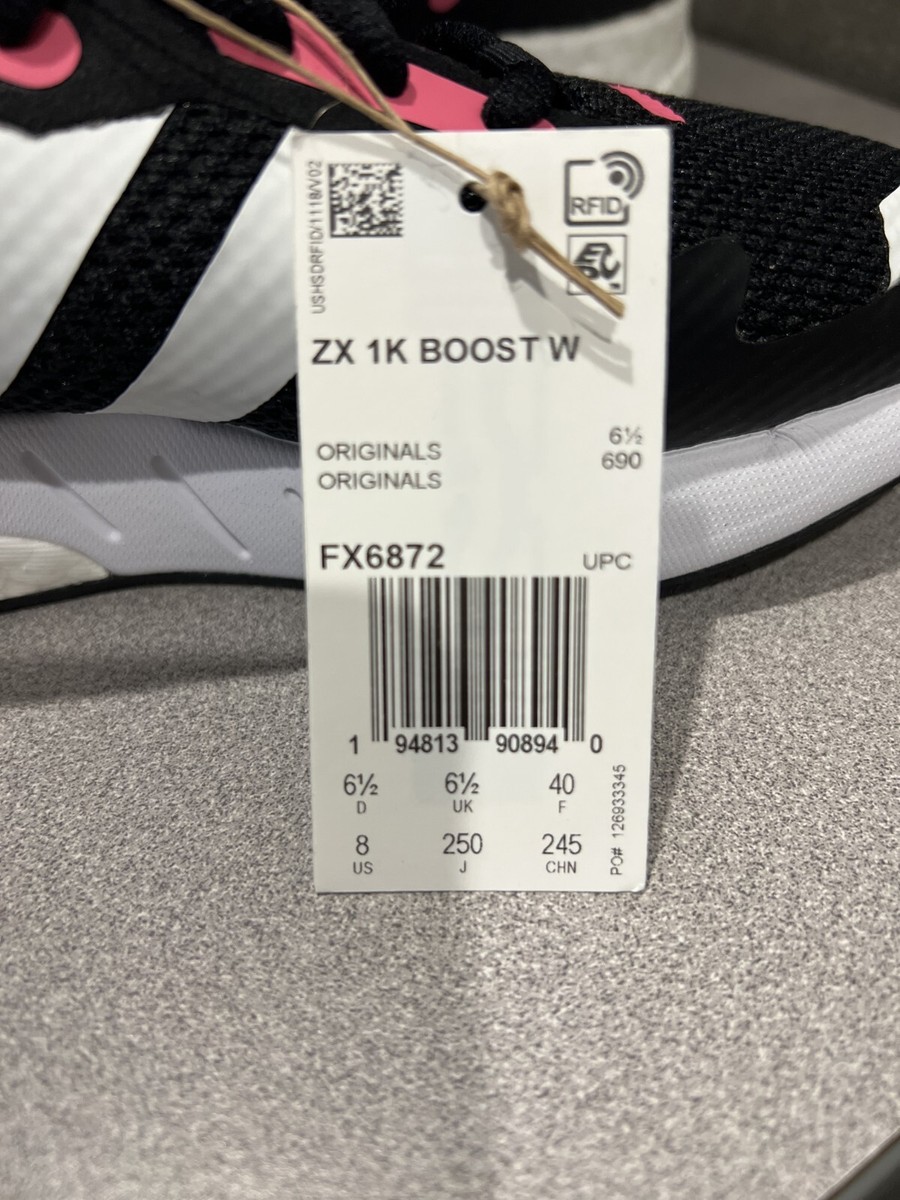 USHSDRFID/1118/V02
RFID
ZX 1K BOOST W
ORIGINALS 6½
ORIGINALS 690
FX6872 UPC
1 94813 90894 0
6½ 6½ 40
D UK F
8 250 245
US J CHN
PO# 126933345